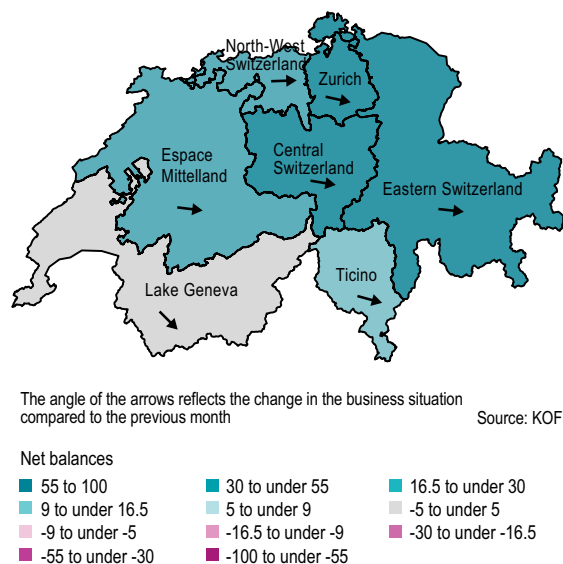 North-West
Switzerland
Zurich
Espace
Mittelland
Central
Switzerland
Eastern Switzerland
Ticino
Lake Geneva
The angle of the arrows reflects the change in the business situation
compared to the previous month
Source: KOF
Net balances
55 to 100
30 to under 55
16.5 to under 30
9 to under 16.5
5 to under 9
-5 to under 5
-9 to under -5
-16.5 to under -9
-30 to under -16.5
-55 to under -30
-100 to under -55